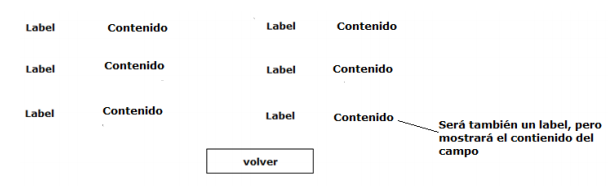 Label Contenido Label Contenido
Label Contenido Label Contenido
Label Contenido Label Contenido
Será también un label, pero
mostrará el contienido del
campo
volver